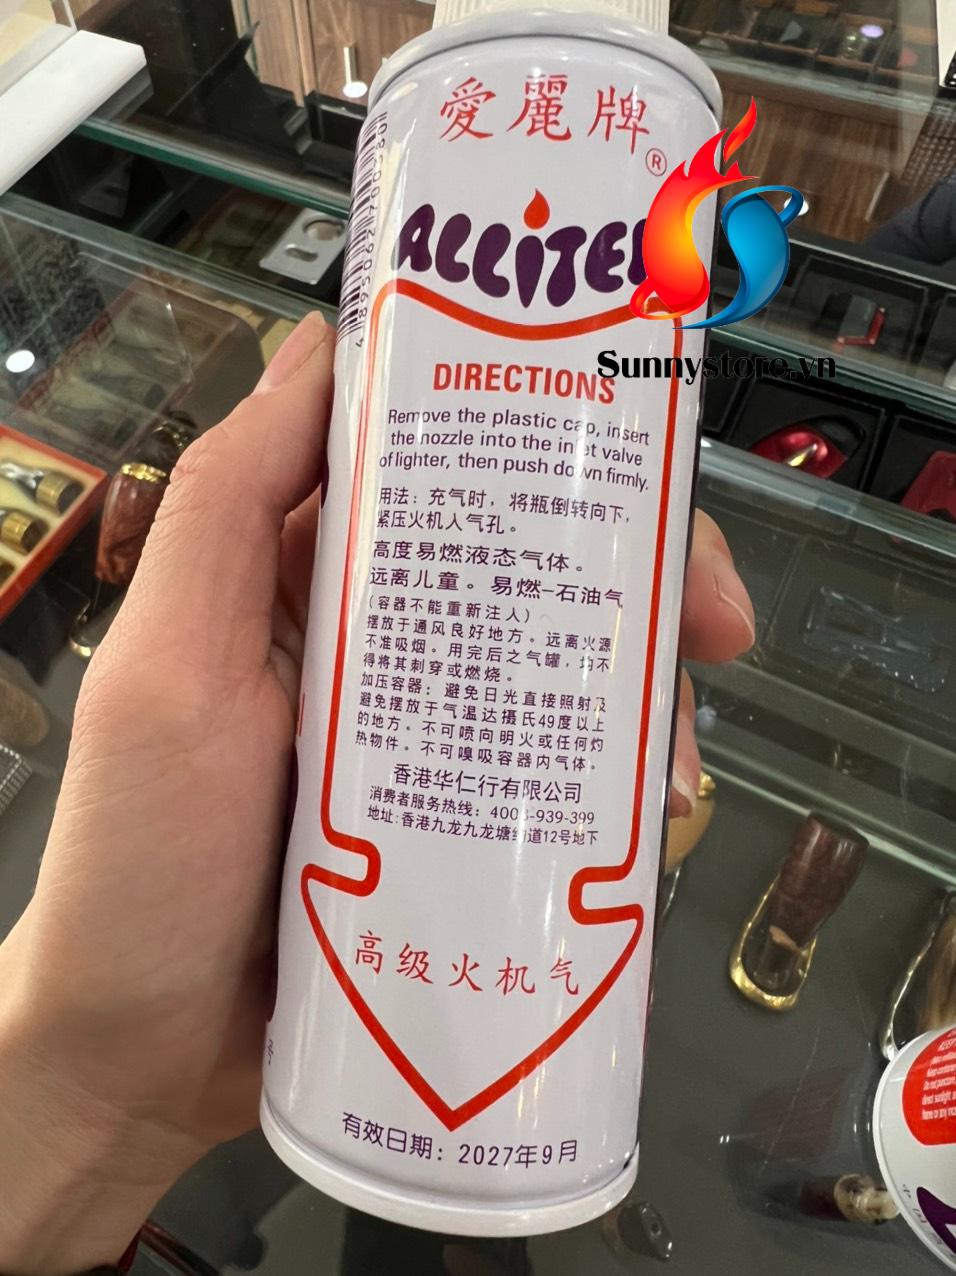 愛麗牌
®
ALLiTE
Sunnystore.vn
DIRECTIONS
Remove the plastic cap, insert
the nozzle into the inlet valve
of lighter, then push down firmly.
用法：充气时，将瓶倒转向下，
紧压火机人气孔。
高度易燃液态气体。
远离儿童。易燃-石油气
(容器不能重新注人)
摆放于通风良好地方。远离火源
不准吸烟。用完后之气罐，均不
得将其刺穿或燃烧。
加压容器：避免日光直接照射及
避免摆放于气温达摄氏49度以上
的地方。不可喷向明火或任何灼
热物件。不可嗅吸容器内气体。
香港华仁行有限公司
消费者服务热线：4008-939-399
地址:香港九龙九龙塘约道12号地下
高级火机气
有效日期：2027年9月